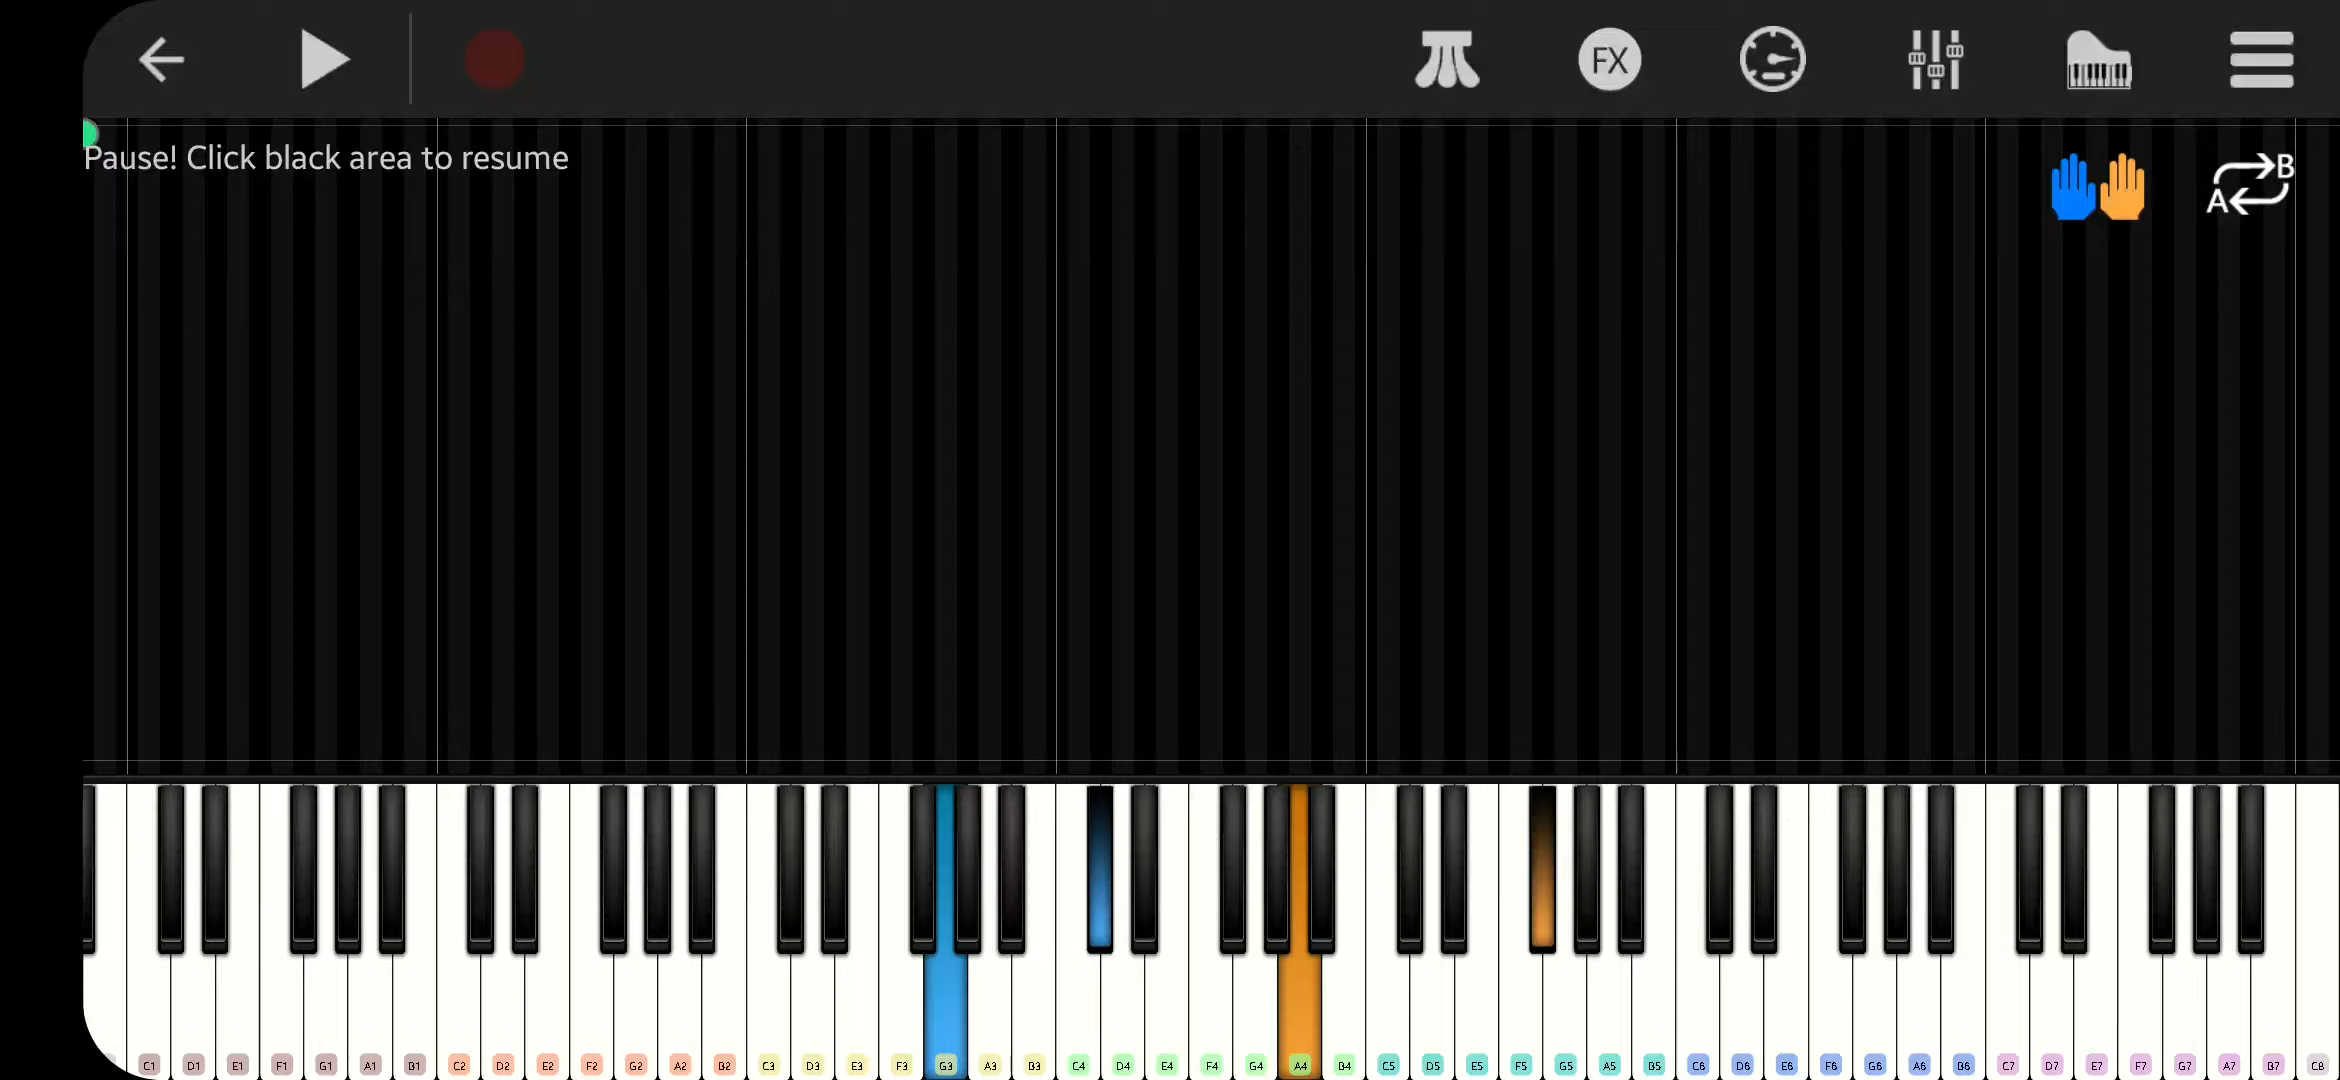 FX
Pause! Click black area to resume
B
A
C1 D1 E1 F1 G1 A1 B1 C2 D2 E2 F2 G2 A2 B2 C3 D3 E3 F3 G3 A3 B3 C4 D4 E4 F4 G4 A4 B4 C5 D5 E5 F5 G5 A5 B5 C6 D6 E6 F6 G6 A6 B6 C7 D7 E7 F7 G7 A7 B7 C8